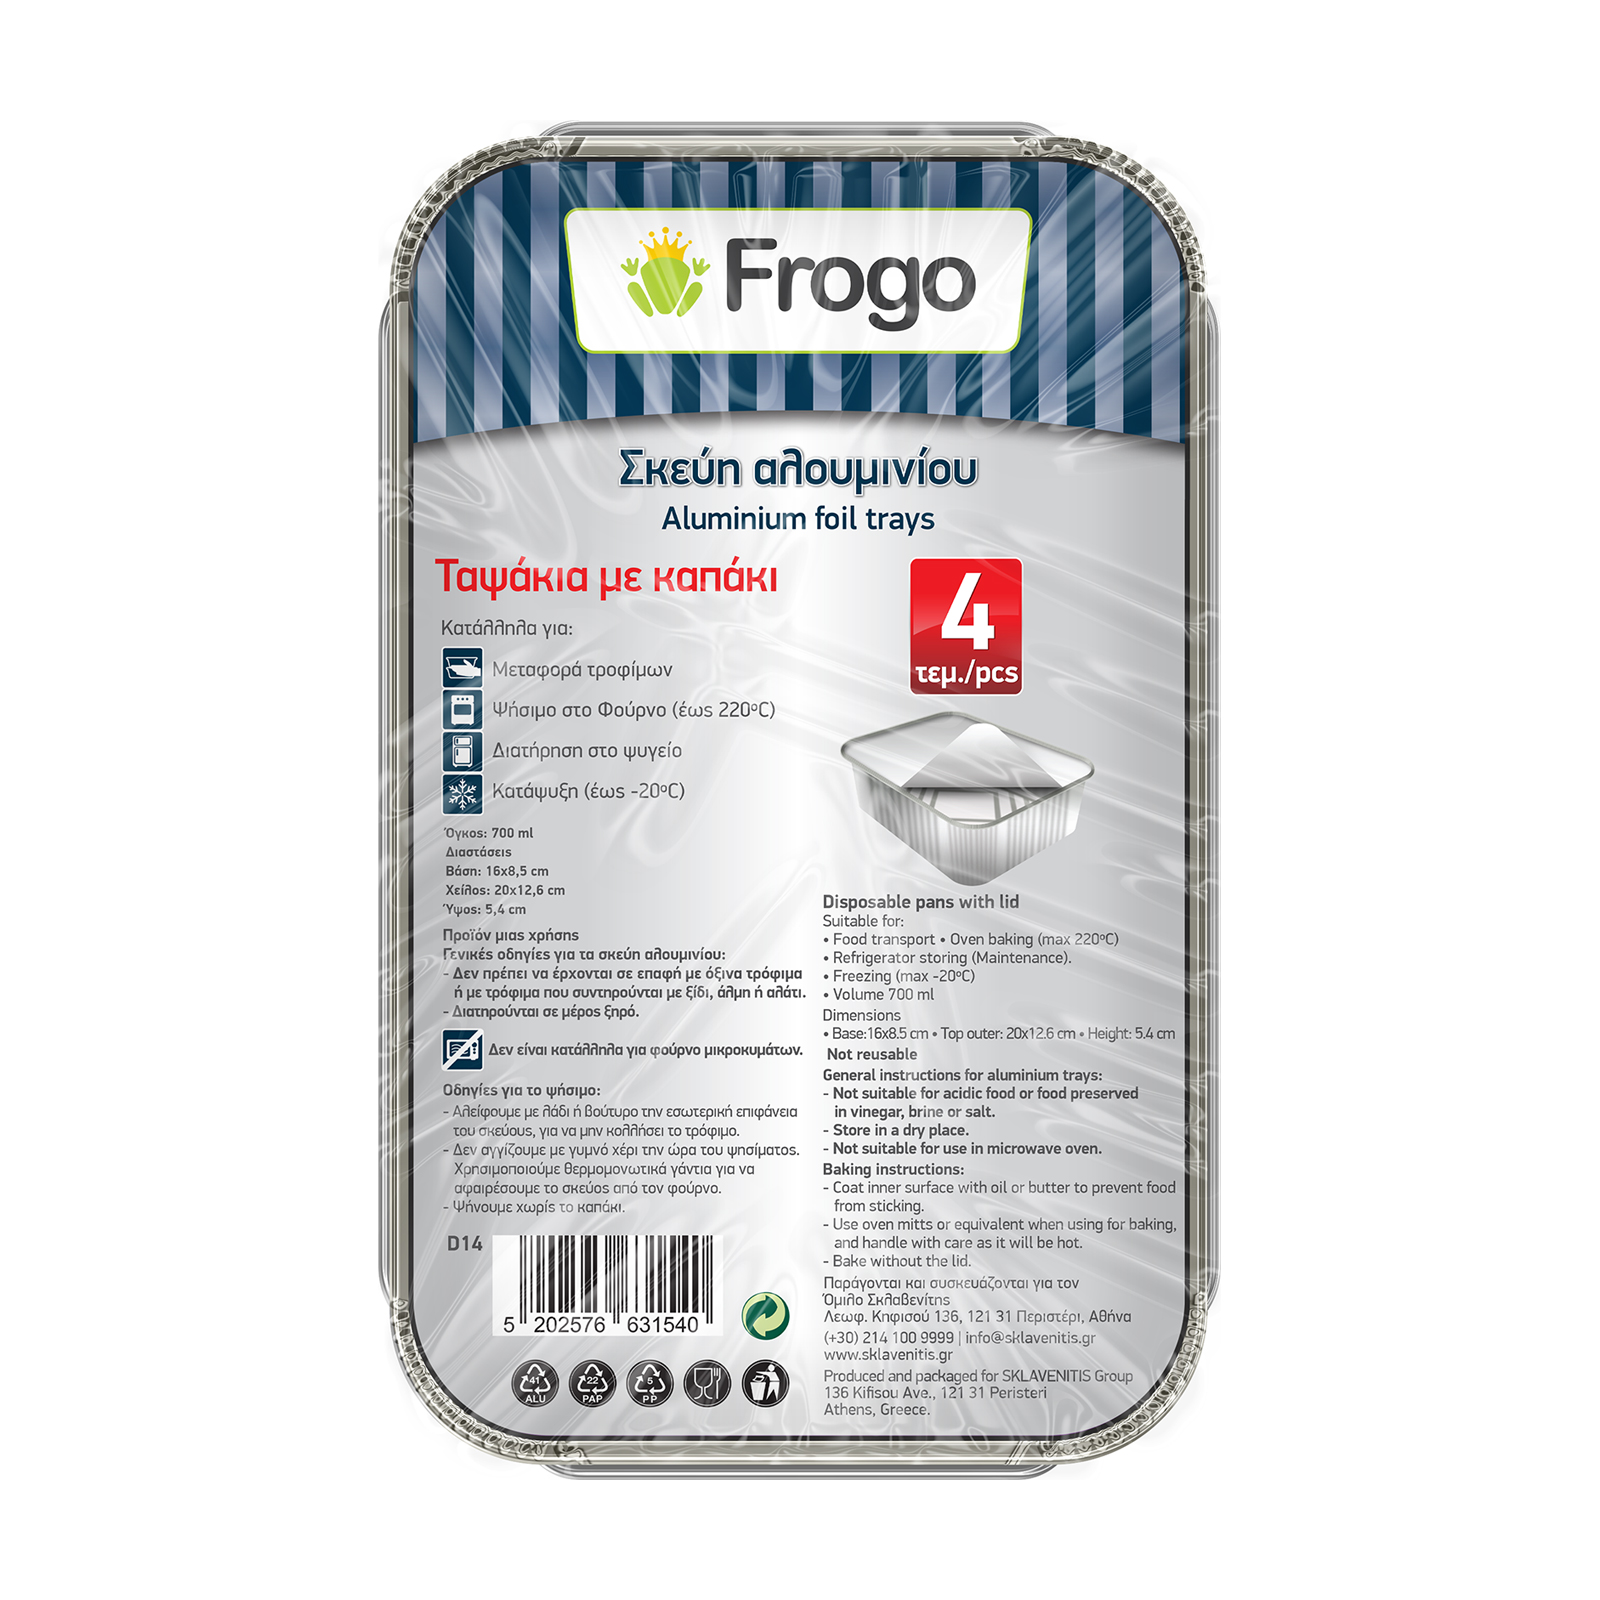 Frogo
Σκεύη αλουμινίου
Aluminium foil trays
Ταψάκια με καπάκι
4
τεμ./pcs
Κατάλληλα για:
Μεταφορά τροφίμων
Ψήσιμο στο Φούρνο (έως 220ºC)
Διατήρηση στο ψυγείο
Κατάψυξη (έως -20ºC)
Όγκος: 700 ml
Διαστάσεις
Βάση: 16x8,5 cm
Χείλος: 20x12,6 cm
Ύψος: 5,4 cm
Προϊόν μιας χρήσης
Γενικές οδηγίες για τα σκεύη αλουμινίου:
- Δεν πρέπει να έρχονται σε επαφή με όξινα τρόφιμα
ή με τρόφιμα που συντηρούνται με ξίδι, άλμη ή αλάτι.
- Διατηρούνται σε μέρος ξηρό.
Δεν είναι κατάλληλα για φούρνο μικροκυμάτων.
Οδηγίες για το ψήσιμο:
- Αλείφουμε με λάδι ή βούτυρο την εσωτερική επιφάνεια
του σκεύους, για να μην κολλήσει το τρόφιμο.
- Δεν αγγίζουμε με γυμνό χέρι την ώρα του ψησίματος.
Χρησιμοποιούμε θερμομονωτικά γάντια για να
αφαιρέσουμε το σκεύος από τον φούρνο.
- Ψήνουμε χωρίς το καπάκι.
D14
5 202576 631540
41
ALU
22
PAP
5
PP
Disposable pans with lid
Suitable for:
• Food transport • Oven baking (max 220ºC)
• Refrigerator storing (Maintenance).
• Freezing (max -20ºC)
• Volume 700 ml
Dimensions
• Base:16x8.5 cm • Top outer: 20x12.6 cm • Height: 5.4 cm
Not reusable
General instructions for aluminium trays:
- Not suitable for acidic food or food preserved
in vinegar, brine or salt.
- Store in a dry place.
- Not suitable for use in microwave oven.
Baking instructions:
- Coat inner surface with oil or butter to prevent food
from sticking.
- Use oven mitts or equivalent when using for baking,
and handle with care as it will be hot.
- Bake without the lid.
Παράγονται και συσκευάζονται για τον
Όμιλο Σκλαβενίτης
Λεωφ. Κηφισού 136, 121 31 Περιστέρι, Αθήνα
(+30) 214 100 9999 | info@sklavenitis.gr
www.sklavenitis.gr
Produced and packaged for SKLAVENITIS Group
136 Kifisou Ave., 121 31 Peristeri
Athens, Greece.